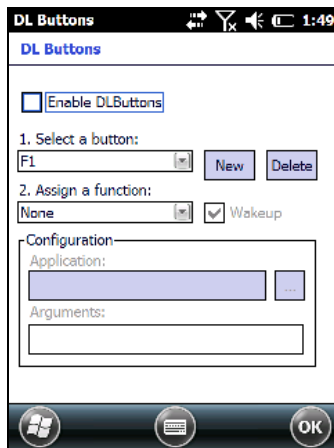 DL Buttons 1:49
DL Buttons
Enable DLButtons
1. Select a button:
F1 New Delete
2. Assign a function:
None Wakeup
Configuration
Application:
...
Arguments:
OK